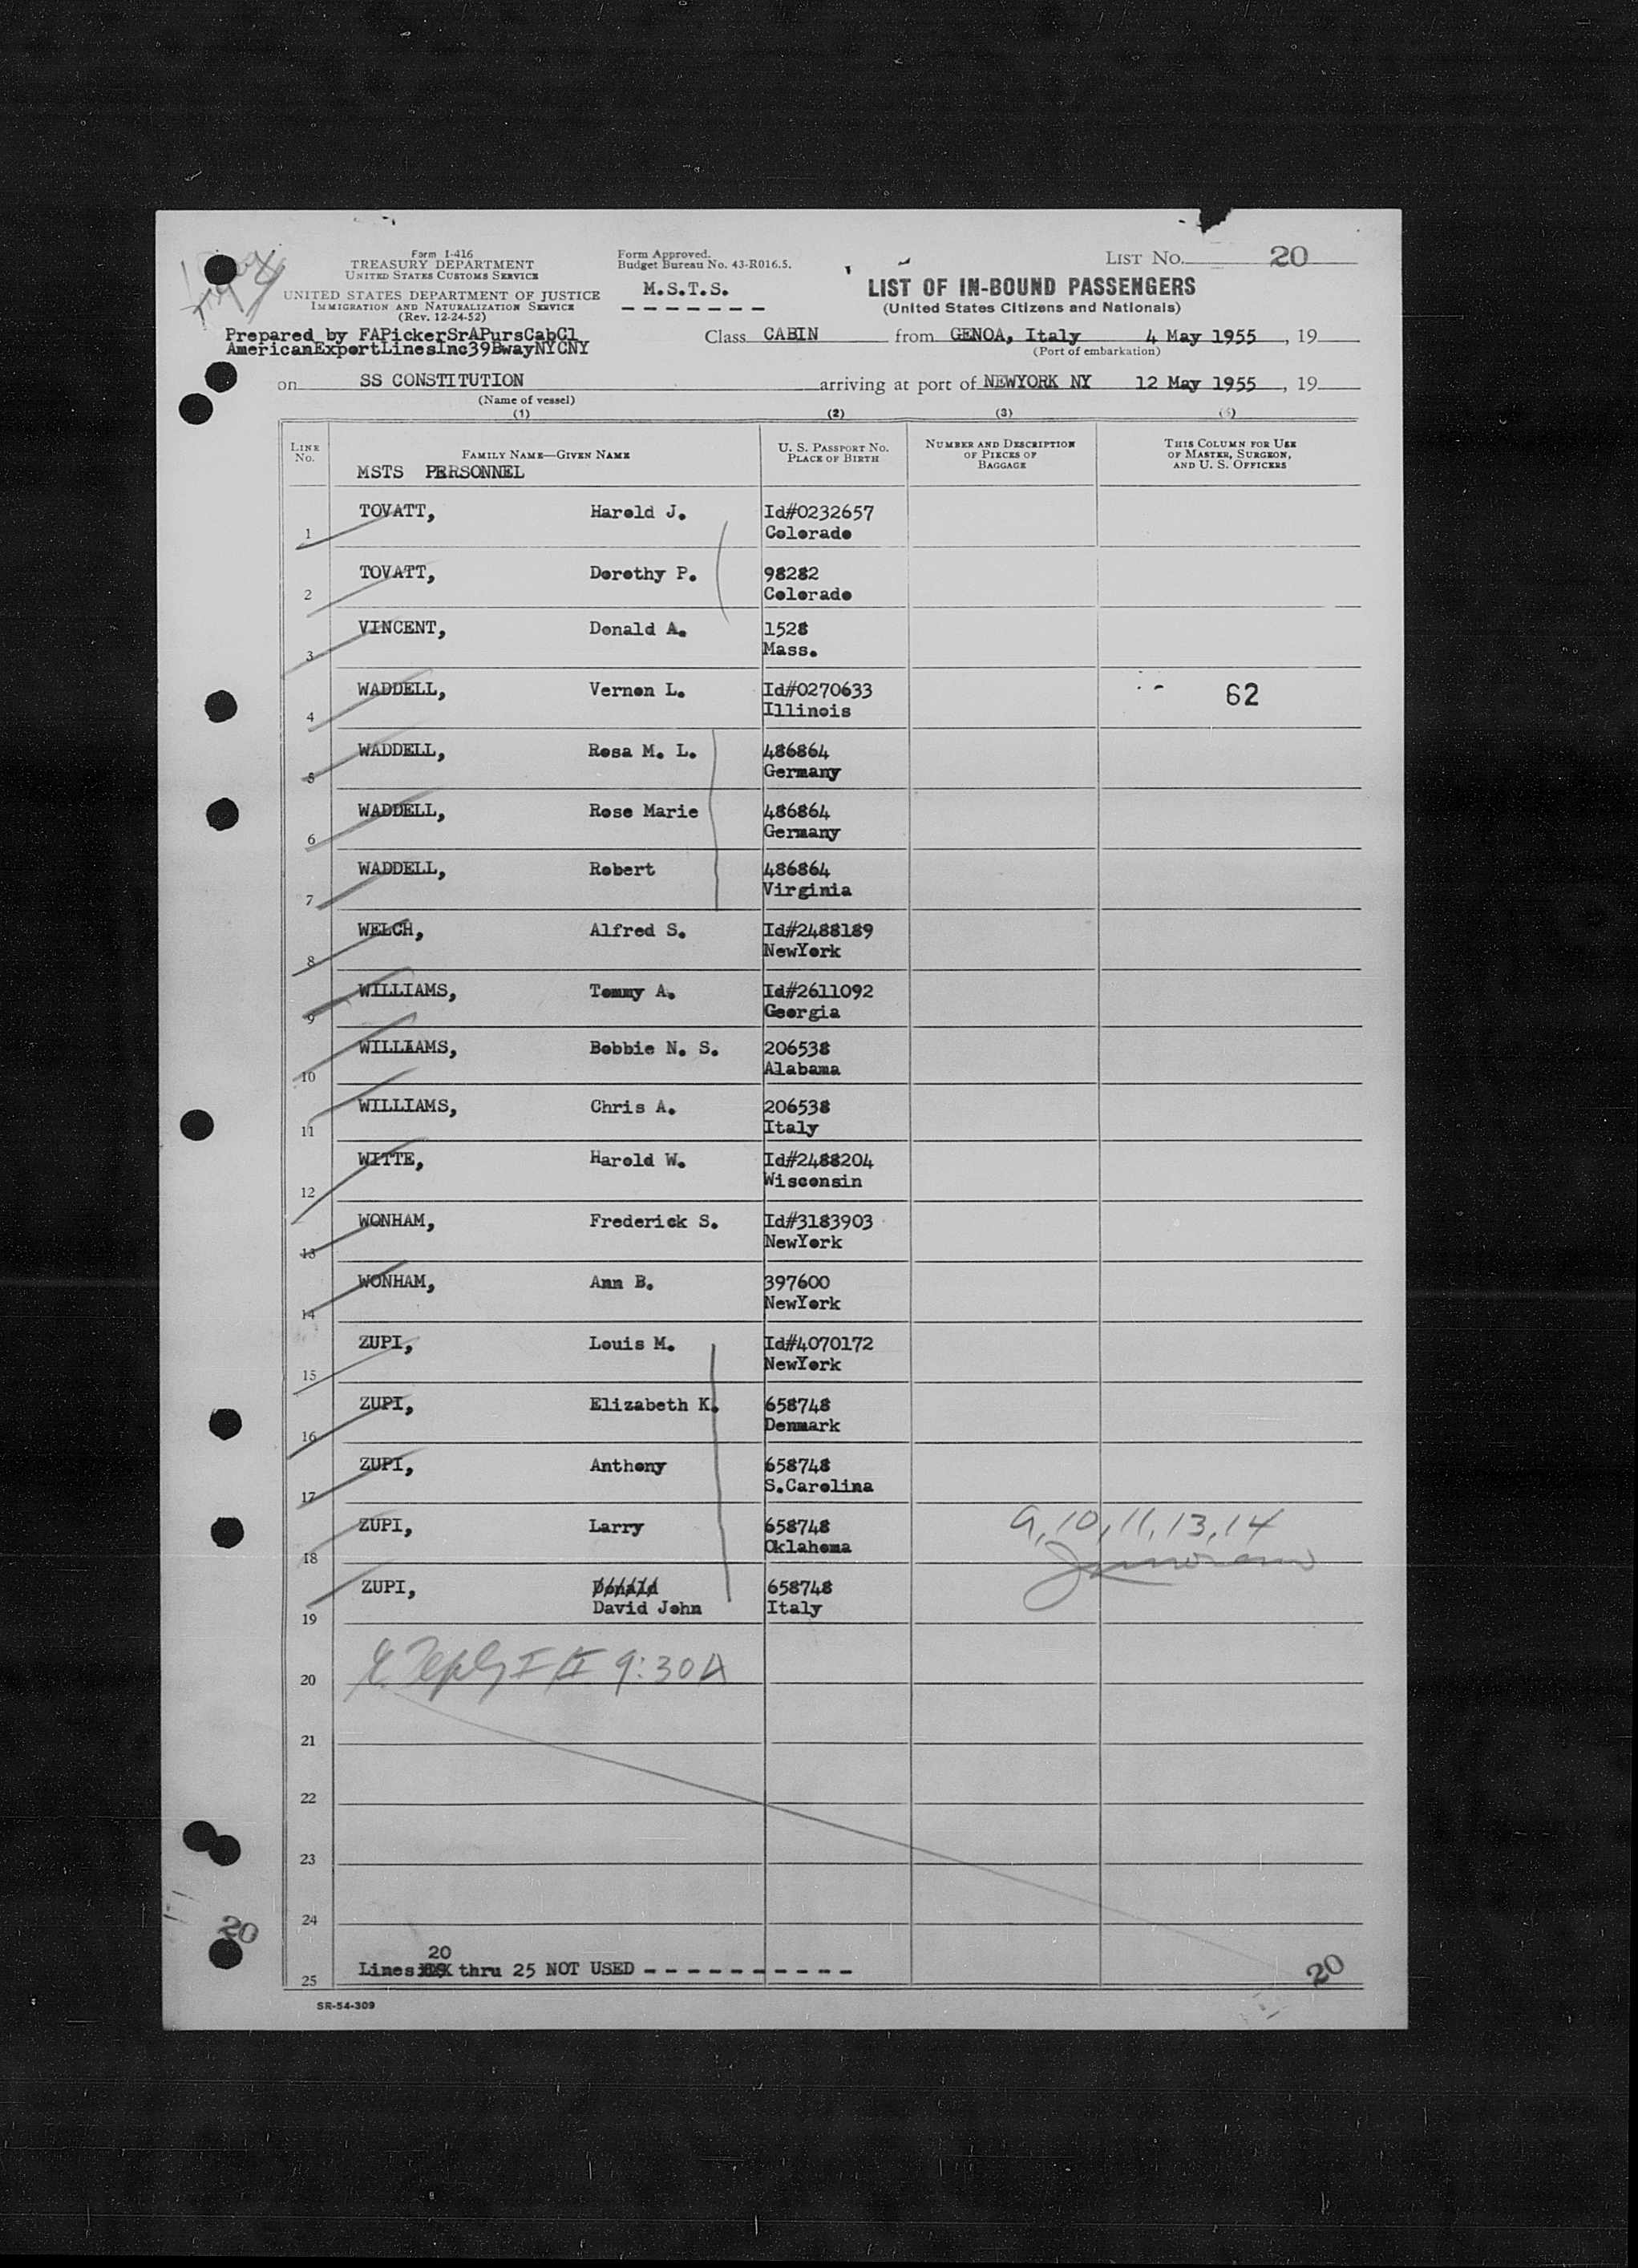 Form I-416
TREASURY DEPARTMENT
UNITED STATES CUSTOMS SERVICE
UNITED STATES DEPARTMENT OF JUSTICE
IMMIGRATION AND NATURALIZATION SERVICE
(Rev. 12-24-52)
Form Approved.
Budget Bureau No. 43-R016.5.
M.S.T.S.
LIST No. 20
LIST OF IN-BOUND PASSENGERS
(United States Citizens and Nationals)
Prepared by FAPickerSrAPursCabCl
AmericanExportLinesInc39BwayNYCNY
Class CABIN from GENOA, Italy 4 May 1955, 19
(Port of embarkation)
on SS CONSTITUTION arriving at port of NEWYORK NY 12 May 1955, 19
(Name of vessel)
(1) (2) (3) (4)
LINE No. FAMILY NAME—GIVEN NAME U. S. PASSPORT NO. PLACE OF BIRTH NUMBER AND DESCRIPTION OF PIECES OF BAGGAGE THIS COLUMN FOR USE OF MASTER, SURGEON, AND U. S. OFFICERS
MSTS PERSONNEL
1 TOVATT, Harold J. Id#0232657
Colorado
2 TOVATT, Dorothy P. 98282
Colorado
3 VINCENT, Donald A. 1528
Mass.
4 WADDELL, Vernon L. Id#0270633 62
Illinois
5 WADDELL, Rosa M. L. 486864
Germany
6 WADDELL, Rose Marie 486864
Germany
7 WADDELL, Robert 486864
Virginia
8 WELCH, Alfred S. Id#2488189
NewYork
9 WILLIAMS, Tommy A. Id#2611092
Georgia
10 WILLIAMS, Bobbie N. S. 206538
Alabama
11 WILLIAMS, Chris A. 206538
Italy
12 WITTE, Harold W. Id#2488204
Wisconsin
13 WONHAM, Frederick S. Id#3183903
NewYork
14 WONHAM, Ann B. 397600
NewYork
15 ZUPI, Louis M. Id#4070172
NewYork
16 ZUPI, Elizabeth K. 658748
Denmark
17 ZUPI, Anthony 658748
S.Carolina
18 ZUPI, Larry 658748 9, 10, 11, 13, 14
Oklahoma
19 ZUPI, Donald 658748
David John Italy
20 9:30A
21
22
23
24
20
25 Lines thru 25 NOT USED - - - - - - - - - -
20
20
SR-54-309